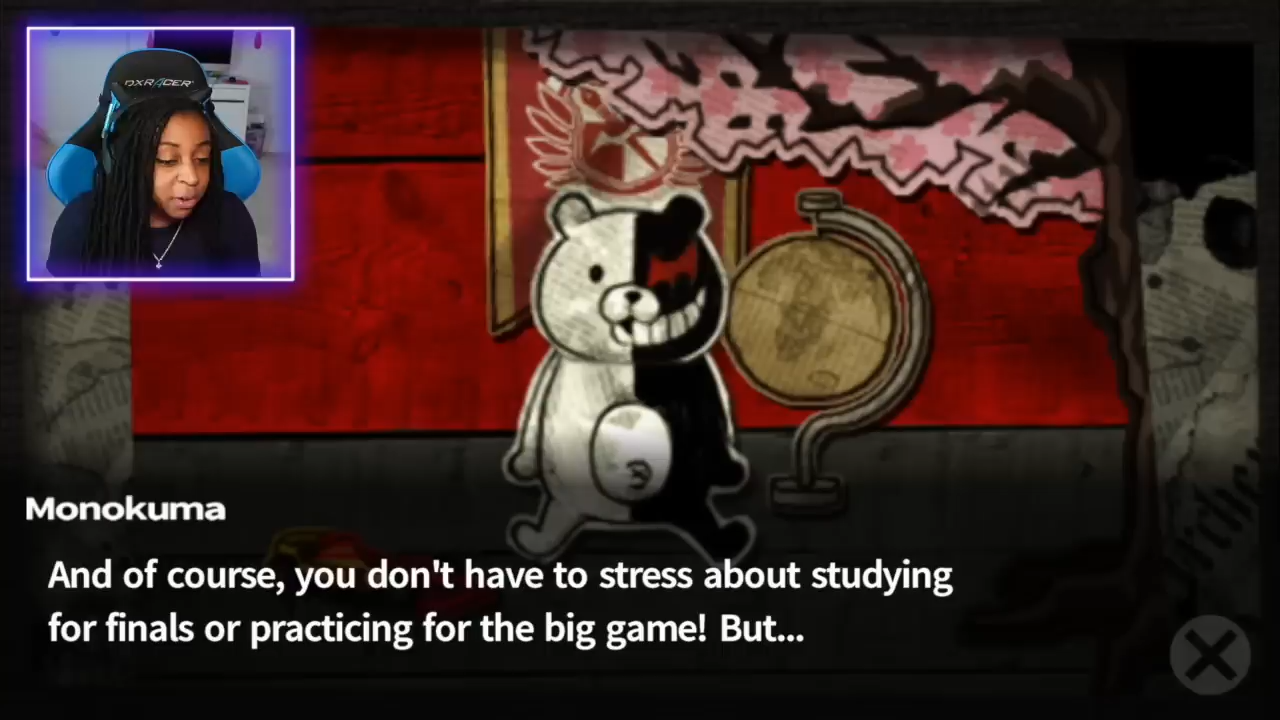 DXRACER
Monokuma
And of course, you don't have to stress about studying
for finals or practicing for the big game! But...